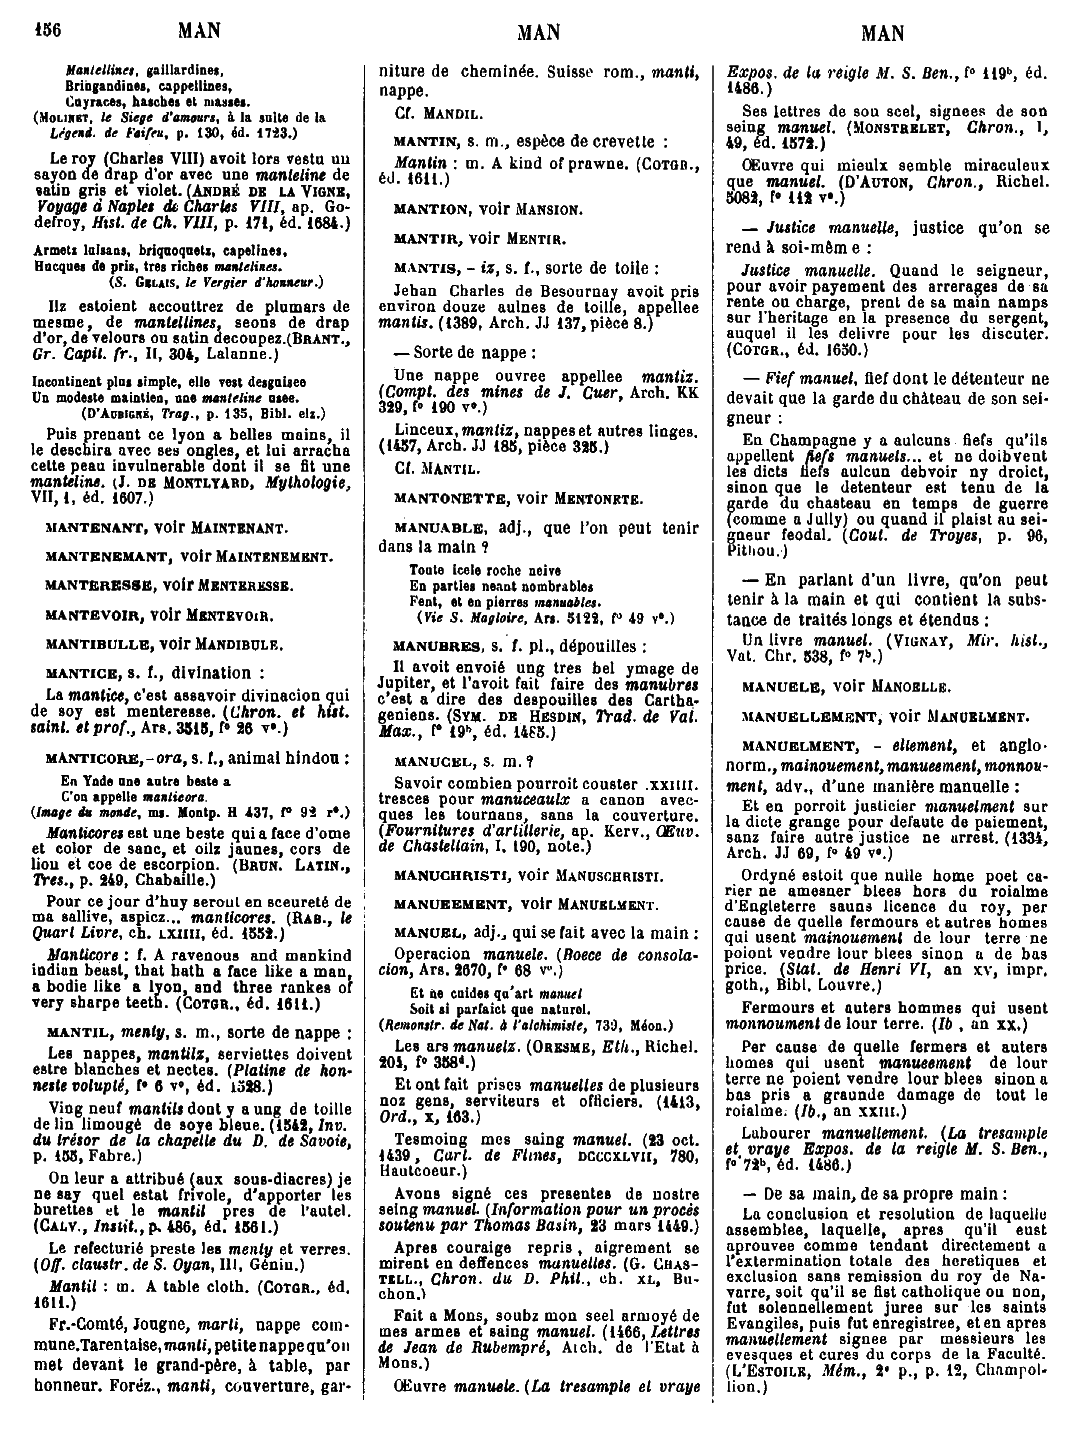 156 MAN MAN MAN
Mantellines, gaillardines,
Bringandines, cappellines,
Cuyraces, hasches et masses.
(MOLINET, le Siege d'amours, à la suite de la
Légend. de Faifeu, p. 130, éd. 1723.)
Le roy (Charles VIII) avoit lors vestu un
sayon de drap d'or avec une manteline de
satin gris et violet. (ANDRÉ DE LA VIGNE,
Voyage à Naples de Charles VIII, ap. Go-
defroy, Hist. de Ch. VIII, p. 171, éd. 1684.)
Armets luisans, briquoquetz, capelines,
Hucques de pris, tres riches mantelines.
(S. GELAIS, le Vergier d'honneur.)
Ilz estoient accouttrez de plumars de
mesme, de mantellines, seons de drap
d'or, de velours ou satin decoupez.(BRANT.,
Gr. Capit. fr., II, 304, Lalanne.)
Incontinent plus simple, elle vest desguisee
Un modeste maintien, une manteline usee.
(D'AUBIGNÉ, Trag., p. 135, Bibl. elz.)
Puis prenant ce lyon a belles mains, il
le deschira avec ses ongles, et lui arracha
cette peau invulnerable dont il se fit une
manteline. (J. DE MONTLYARD, Mythologie,
VII, 1, éd. 1607.)
MANTENANT, voir MAINTENANT.
MANTENEMANT, voir MAINTENEMENT.
MANTERESSE, voir MENTERESSE.
MANTEVOIR, voir MENTEVOIR.
MANTIBULLE, voir MANDIBULE.
MANTICE, s. f., divination :
La mantice, c'est assavoir divinacion qui
de soy est menteresse. (Chron. et hist.
saint. et prof., Ars. 3515, f° 26 v°.)
MANTICORE, -ora, s. f., animal hindou :
En Ynde une autre beste a
C'on appelle manticora.
(Image du monde, ms. Montp. H 437, f° 92 r°.)
Manticores est une beste qui a face d'ome
et color de sanc, et oilz jaunes, cors de
lion et coe de escorpion. (BRUN. LATIN.,
Tres., p. 249, Chabaille.)
Pour ce jour d'huy seront en sceureté de
ma sallive, aspicz... manticores. (RAB., le
Quart Livre, ch. LXIIII, éd. 1552.)
Manticore : f. A ravenous and mankind
indian beast, that hath a face like a man,
a bodie like a lyon, and three rankes of
very sharpe teeth. (COTGR., éd. 1611.)
MANTIL, menty, s. m., sorte de nappe :
Les nappes, mantilz, serviettes doivent
estre blanches et nectes. (Platine de hon-
neste volupté, f° 6 v°, éd. 1528.)
Ving neuf mantils dont y a ung de toille
de lin limougé de soye bleue. (1542, Inv.
du trésor de la chapelle du D. de Savoie,
p. 155, Fabre.)
On leur a attribué (aux sous-diacres) je
ne say quel estat frivole, d'apporter les
burettes et le mantil pres de l'autel.
(CALV., Instit., p. 486, éd. 1561.)
Le refecturié preste les menty et verres.
(Off. claustr. de S. Oyan, III, Génin.)
Mantil : m. A table cloth. (COTGR., éd.
1611.)
Fr.-Comté, Jougne, marti, nappe com-
mune.Tarentaise, manti, petite nappe qu'on
met devant le grand-père, à table, par
honneur. Foréz., manti, couverture, gar-
niture de cheminée. Suisse rom., manti,
nappe.
Cf. MANDIL.
MANTIN, s. m., espèce de crevette :
Mantin : m. A kind of prawne. (COTGR.,
éd. 1611.)
MANTION, voir MANSION.
MANTIR, voir MENTIR.
MANTIS, - iz, s. f., sorte de toile :
Jehan Charles de Besournay avoit pris
environ douze aulnes de toille, appellee
mantis. (1389, Arch. JJ 137, pièce 8.)
— Sorte de nappe :
Une nappe ouvree appellee mantiz.
(Compt. des mines de J. Cuer, Arch. KK
329, f° 190 v°.)
Linceux, mantiz, nappes et autres linges.
(1457, Arch. JJ 185, pièce 325.)
Cf. MANTIL.
MANTONETTE, voir MENTONETE.
MANUABLE, adj., que l'on peut tenir
dans la main ?
Toute icele roche neive
En parties neant nombrables
Fent, et en pierres manuables.
(Vie S. Magloire, Ars. 5122, f° 49 v°.)
MANUBRES, s. f. pl., dépouilles :
Il avoit envoié ung tres bel ymage de
Jupiter, et l'avoit fait faire des manubres
c'est a dire des despouilles des Cartha-
geniens. (SYM. DE HESDIN, Trad. de Val.
Max., f° 19ᵇ, éd. 1485.)
MANUCEL, s. m. ?
Savoir combien pourroit couster .XXIIII.
tresces pour manuceaulx a canon avec-
ques les tournans, sans la couverture.
(Fournitures d'artillerie, ap. Kerv., Œuv.
de Chastellain, I, 190, note.)
MANUCHRISTI, voir MANUSCHRISTI.
MANUEEMENT, voir MANUELMENT.
MANUEL, adj., qui se fait avec la main :
Operacion manuele. (Boece de consola-
cion, Ars. 2670, f° 68 v°.)
Et ne cuides qu'art manuel
Soit si parfaict que naturel.
(Remonstr. de Nat. à l'alchimiste, 739, Méon.)
Les ars manuelz. (ORESME, Eth., Richel.
204, f° 358ᵈ.)
Et ont fait prises manuelles de plusieurs
noz gens, serviteurs et officiers. (1413,
Ord., X, 163.)
Tesmoing mes saing manuel. (23 oct.
1439, Cart. de Flines, DCCCXLVII, 780,
Hautcoeur.)
Avons signé ces presentes de nostre
seing manuel. (Information pour un procès
soutenu par Thomas Basin, 23 mars 1449.)
Apres couraige repris, aigrement se
mirent en deffences manuelles. (G. CHAS-
TELL., Chron. du D. Phil., ch. XL, Bu-
chon.)
Fait a Mons, soubz mon seel armoyé de
mes armes et saing manuel. (1466, Lettres
de Jean de Rubempré, Arch. de l'Etat à
Mons.)
Œuvre manuele. (La tresample et vraye
Expos. de la reigle M. S. Ben., f° 119ᵇ, éd.
1486.)
Ses lettres de son scel, signees de son
seing manuel. (MONSTRELET, Chron., I,
49, éd. 1572.)
Œuvre qui mieulx semble miraculeux
que manuel. (D'AUTON, Chron., Richel.
5082, f° 112 v°.)
— Justice manuelle, justice qu'on se
rend à soi-même :
Justice manuelle. Quand le seigneur,
pour avoir payement des arrerages de sa
rente ou charge, prent de sa main namps
sur l'heritage en la presence du sergent,
auquel il les delivre pour les discuter.
(COTGR., éd. 1650.)
— Fief manuel, fief dont le détenteur ne
devait que la garde du château de son sei-
gneur :
En Champagne y a aulcuns fiefs qu'ils
appellent fiefs manuels... et ne doibvent
les dicts fiefs aulcun debvoir ny droict,
sinon que le detenteur est tenu de la
garde du chasteau en temps de guerre
(comme a Jully) ou quand il plaist au sei-
gneur feodal. (Cout. de Troyes, p. 96,
Pithou.)
— En parlant d'un livre, qu'on peut
tenir à la main et qui contient la subs-
tance de traités longs et étendus :
Un livre manuel. (VIGNAY, Mir. hist.,
Vat. Chr. 538, f° 7ᵇ.)
MANUELE, voir MANOELLE.
MANUELLEMENT, voir MANUELMENT.
MANUELMENT, - ellement, et anglo-
norm., mainouement, manueement, monnou-
ment, adv., d'une manière manuelle :
Et en porroit justicier manuelment sur
la dicte grange pour defaute de paiement,
sanz faire autre justice ne arrest. (1334,
Arch. JJ 69, f° 49 v°.)
Ordyné estoit que nulle home poet ca-
rier ne amesner blees hors du roialme
d'Engleterre sauns licence du roy, per
cause de quelle fermours et autres homes
qui usent mainouement de lour terre ne
poiont vendre lour blees sinon a de bas
price. (Stat. de Henri VI, an XV, impr.
goth., Bibl. Louvre.)
Fermours et auters hommes qui usent
monnoument de lour terre. (Ib , an XX.)
Per cause de quelle fermers et auters
homes qui usent manueement de lour
terre ne poient vendre lour blees sinon a
bas pris a graunde damage de tout le
roialme. (Ib., an XXIII.)
Labourer manuellement. (La tresample
et vraye Expos. de la reigle M. S. Ben.,
f° 72ᵇ, éd. 1486.)
— De sa main, de sa propre main :
La conclusion et resolution de laquelle
assemblee, laquelle, apres qu'il eust
aprouvee comme tendant directement a
l'extermination totale des heretiques et
exclusion sans remission du roy de Na-
varre, soit qu'il se fist catholique ou non,
fut solennellement juree sur les saints
Evangiles, puis fut enregistree, et en apres
manuellement signee par messieurs les
evesques et cures du corps de la Faculté.
(L'ESTOILE, Mém., 2° p., p. 12, Champol-
lion.)